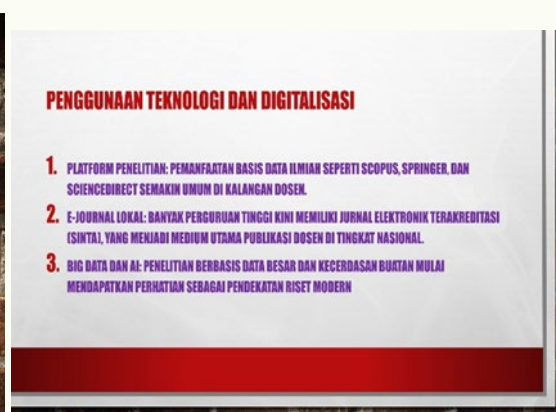 PENGGUNAAN TEKNOLOGI DAN DIGITALISASI
1. PLATFORM PENELITIAN: PEMANFAATAN BASIS DATA ILMIAH SEPERTI SCOPUS, SPRINGER, DAN
SCIENCEDIRECT SEMAKIN UMUM DI KALANGAN DOSEN.
2. E-JOURNAL LOKAL: BANYAK PERGURUAN TINGGI KINI MEMILIKI JURNAL ELEKTRONIK TERAKREDITASI
(SINTA), YANG MENJADI MEDIUM UTAMA PUBLIKASI DOSEN DI TINGKAT NASIONAL.
3. BIG DATA DAN AI: PENELITIAN BERBASIS DATA BESAR DAN KECERDASAN BUATAN MULAI
MENDAPATKAN PERHATIAN SEBAGAI PENDEKATAN RISET MODERN